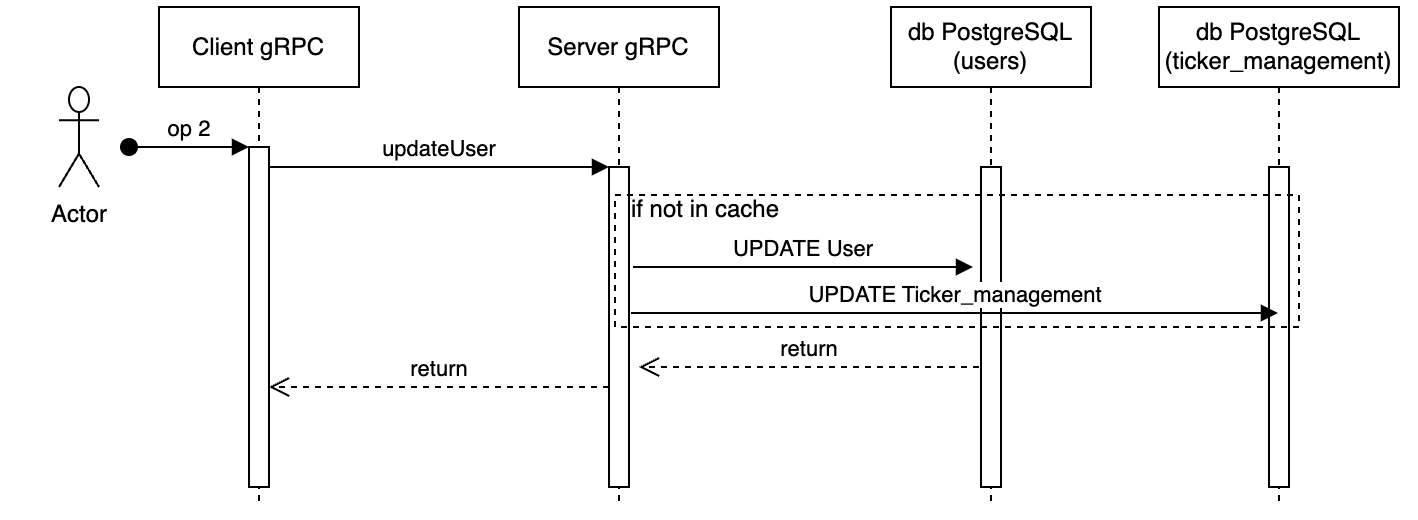 Client gRPC
Server gRPC
db PostgreSQL
(users)
db PostgreSQL
(ticker_management)
op 2
updateUser
Actor
if not in cache
UPDATE User
UPDATE Ticker_management
return
return